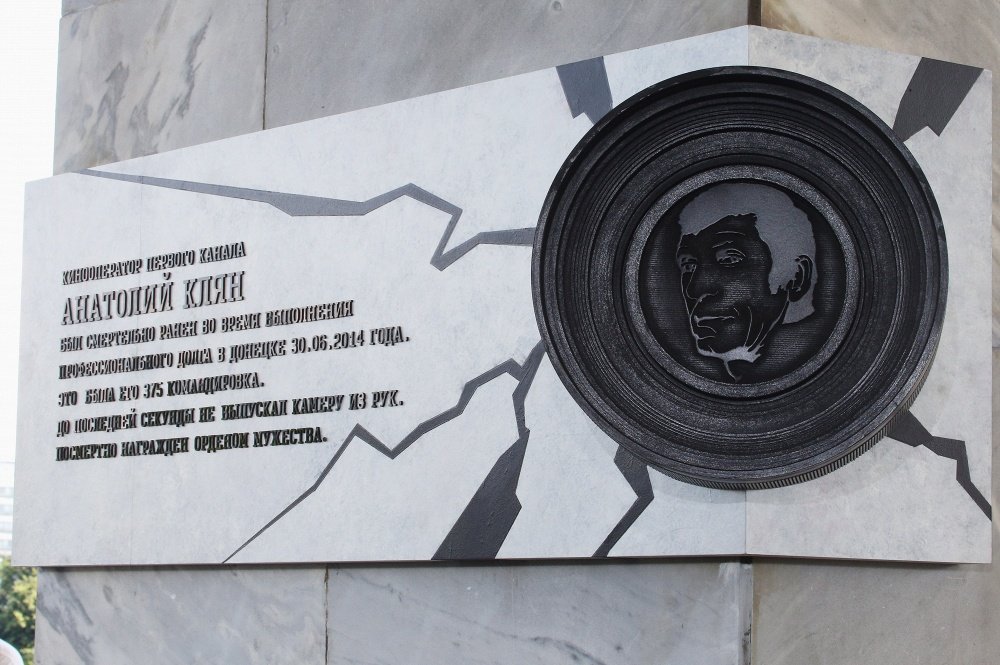 КИНООПЕРАТОР ПЕРВОГО КАНАЛА
АНАТОЛИЙ КЛЯН
БЫЛ СМЕРТЕЛЬНО РАНЕН ВО ВРЕМЯ ВЫПОЛНЕНИЯ
ПРОФЕССИОНАЛЬНОГО ДОЛГА В ДОНЕЦКЕ 30.06.2014 ГОДА.
ЭТО БЫЛА ЕГО 375 КОМАНДИРОВКА.
ДО ПОСЛЕДНЕЙ СЕКУНДЫ НЕ ВЫПУСКАЛ КАМЕРУ ИЗ РУК.
ПОСМЕРТНО НАГРАЖДЕН ОРДЕНОМ МУЖЕСТВА.